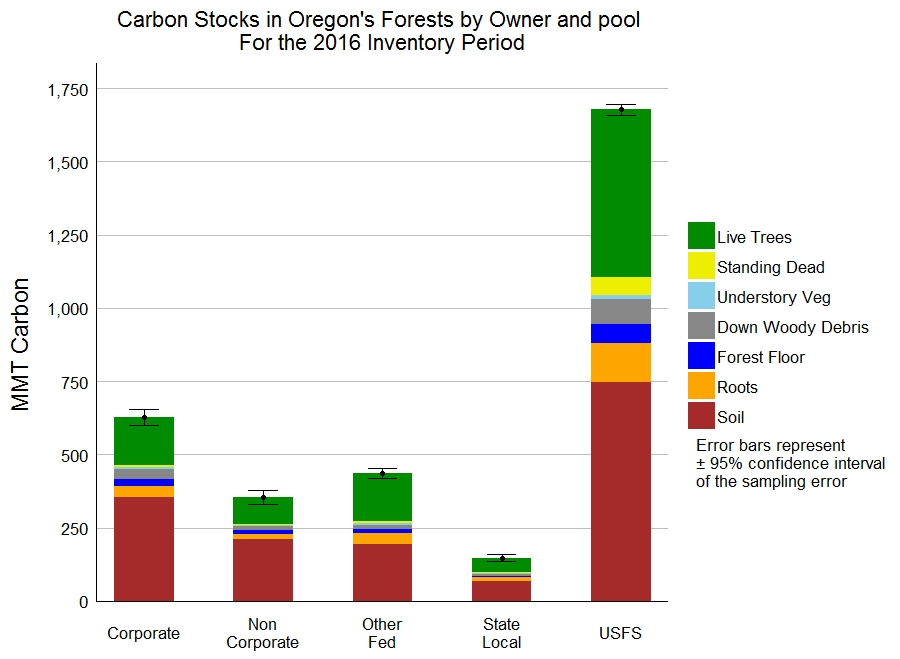 Carbon Stocks in Oregon's Forests by Owner and pool
For the 2016 Inventory Period
MMT Carbon
1,750
1,500
1,250
1,000
750
500
250
0
Corporate
Non
Corporate
Other
Fed
State
Local
USFS
Live Trees
Standing Dead
Understory Veg
Down Woody Debris
Forest Floor
Roots
Soil
Error bars represent
± 95% confidence interval
of the sampling error